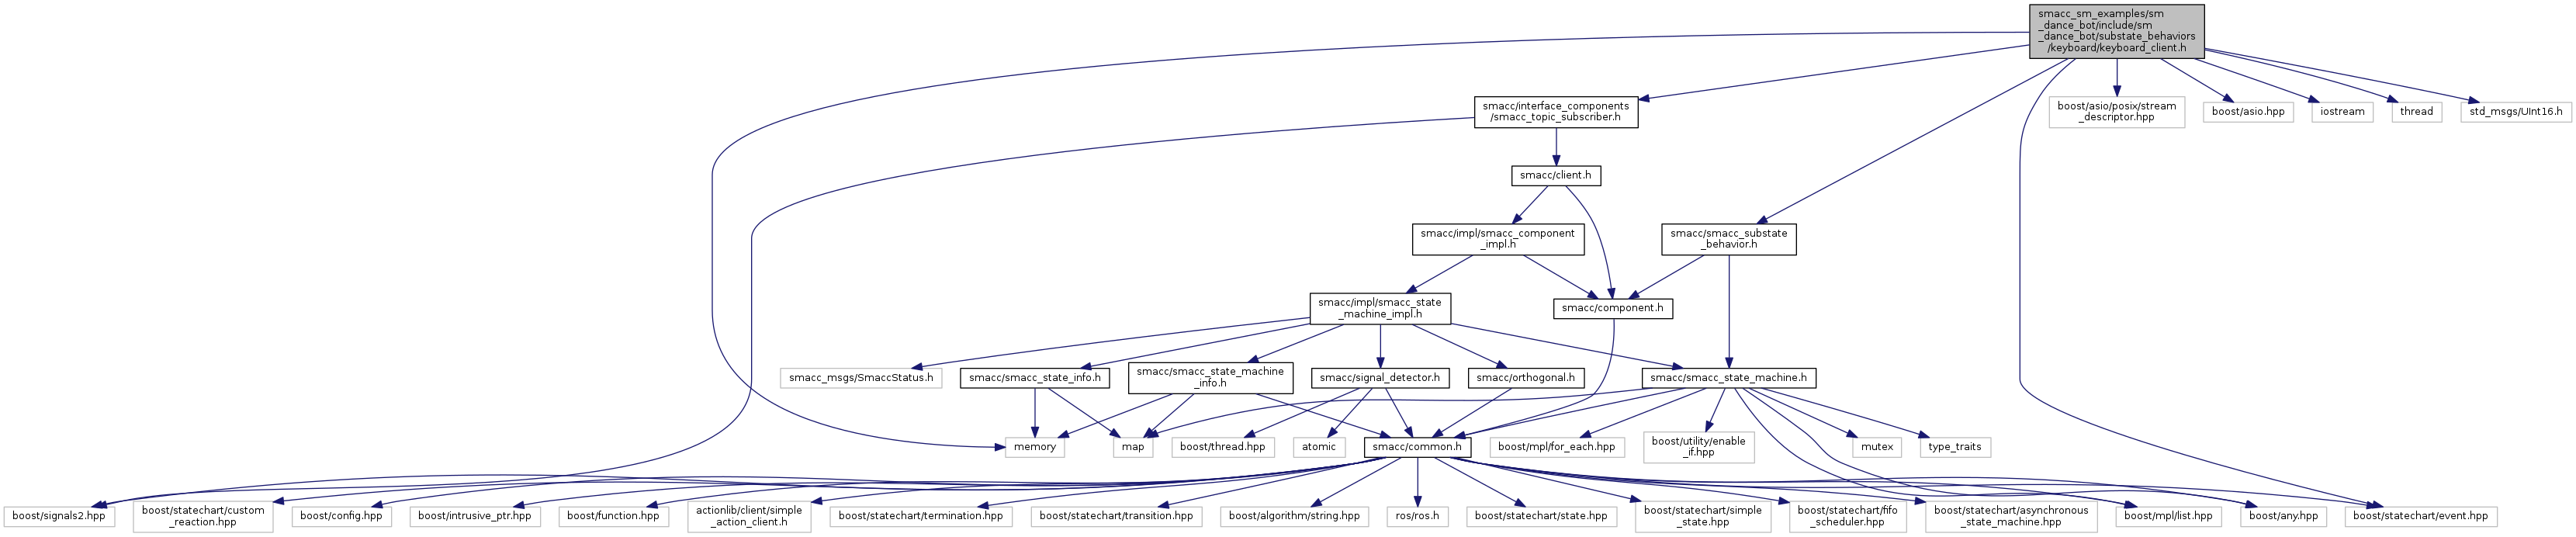 smacc_sm_examples/sm
_dance_bot/include/sm
_dance_bot/substate_behaviors
/keyboard/keyboard_client.h
smacc/interface_components
/smacc_topic_subscriber.h
boost/asio/posix/stream
_descriptor.hpp
boost/asio.hpp
iostream
thread
std_msgs/UInt16.h
smacc/client.h
smacc/impl/smacc_component
_impl.h
smacc/smacc_substate
_behavior.h
smacc/impl/smacc_state
_machine_impl.h
smacc/component.h
smacc_msgs/SmaccStatus.h
smacc/smacc_state_info.h
smacc/smacc_state_machine
_info.h
smacc/signal_detector.h
smacc/orthogonal.h
smacc/smacc_state_machine.h
memory
map
boost/thread.hpp
atomic
smacc/common.h
boost/mpl/for_each.hpp
boost/utility/enable
_if.hpp
mutex
type_traits
boost/signals2.hpp
boost/statechart/custom
_reaction.hpp
boost/config.hpp
boost/intrusive_ptr.hpp
boost/function.hpp
actionlib/client/simple
_action_client.h
boost/statechart/termination.hpp
boost/statechart/transition.hpp
boost/algorithm/string.hpp
ros/ros.h
boost/statechart/state.hpp
boost/statechart/simple
_state.hpp
boost/statechart/fifo
_scheduler.hpp
boost/statechart/asynchronous
_state_machine.hpp
boost/mpl/list.hpp
boost/any.hpp
boost/statechart/event.hpp